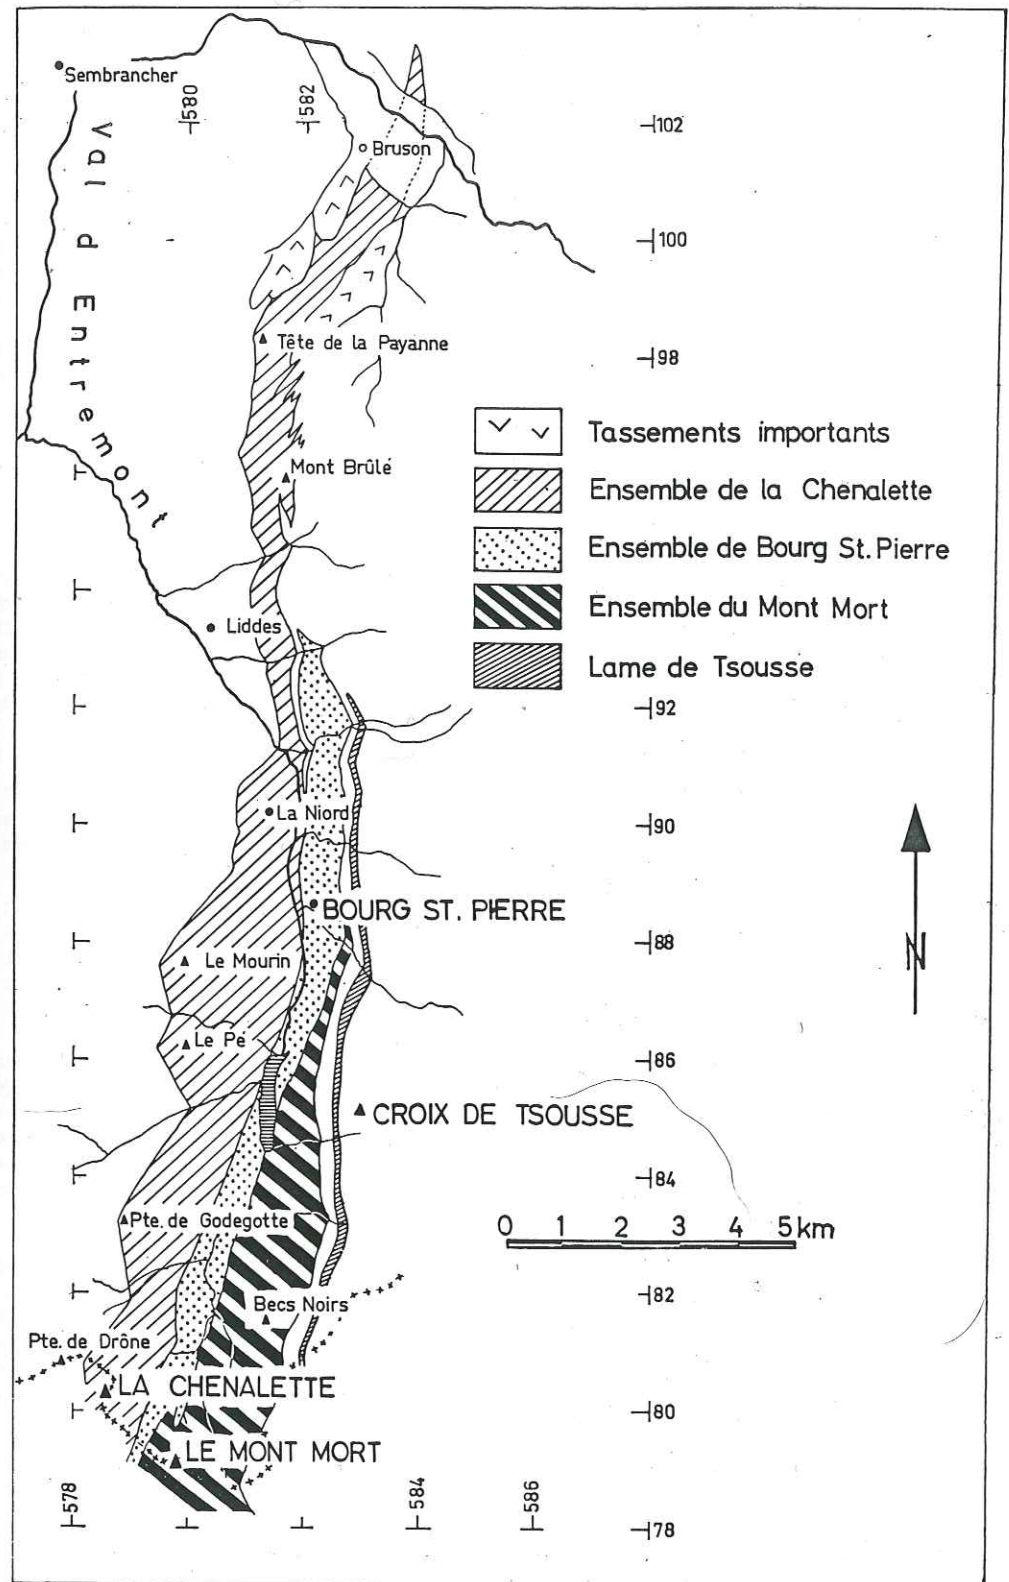 Sembrancher
580
582
102
Bruson
Val d Entremont
100
Tête de la Payanne
98
Tassements importants
Mont Brûlé
Ensemble de la Chenalette
Ensemble de Bourg St. Pierre
Ensemble du Mont Mort
Liddes
Lame de Tsousse
92
La Niord
90
BOURG ST. PIERRE
88
Le Mourin
N
Le Pé
86
CROIX DE TSOUSSE
84
Pte. de Godegotte
0 1 2 3 4 5 km
82
Becs Noirs
Pte. de Drône
LA CHENALETTE
80
LE MONT MORT
578
584
586
78